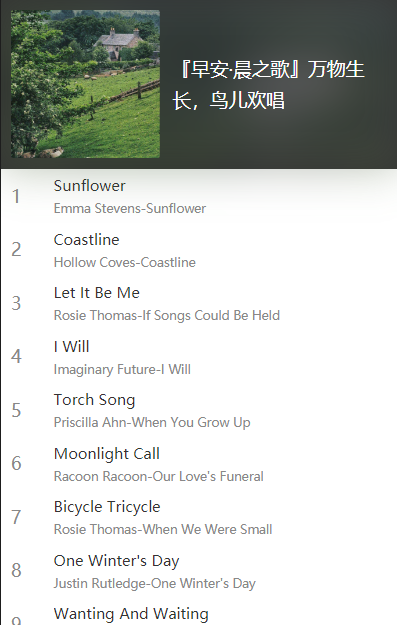 『早安·晨之歌』万物生
长，鸟儿欢唱
1
Sunflower
Emma Stevens-Sunflower
2
Coastline
Hollow Coves-Coastline
3
Let It Be Me
Rosie Thomas-If Songs Could Be Held
4
I Will
Imaginary Future-I Will
5
Torch Song
Priscilla Ahn-When You Grow Up
6
Moonlight Call
Racoon Racoon-Our Love's Funeral
7
Bicycle Tricycle
Rosie Thomas-When We Were Small
8
One Winter's Day
Justin Rutledge-One Winter's Day
9
Wanting And Waiting